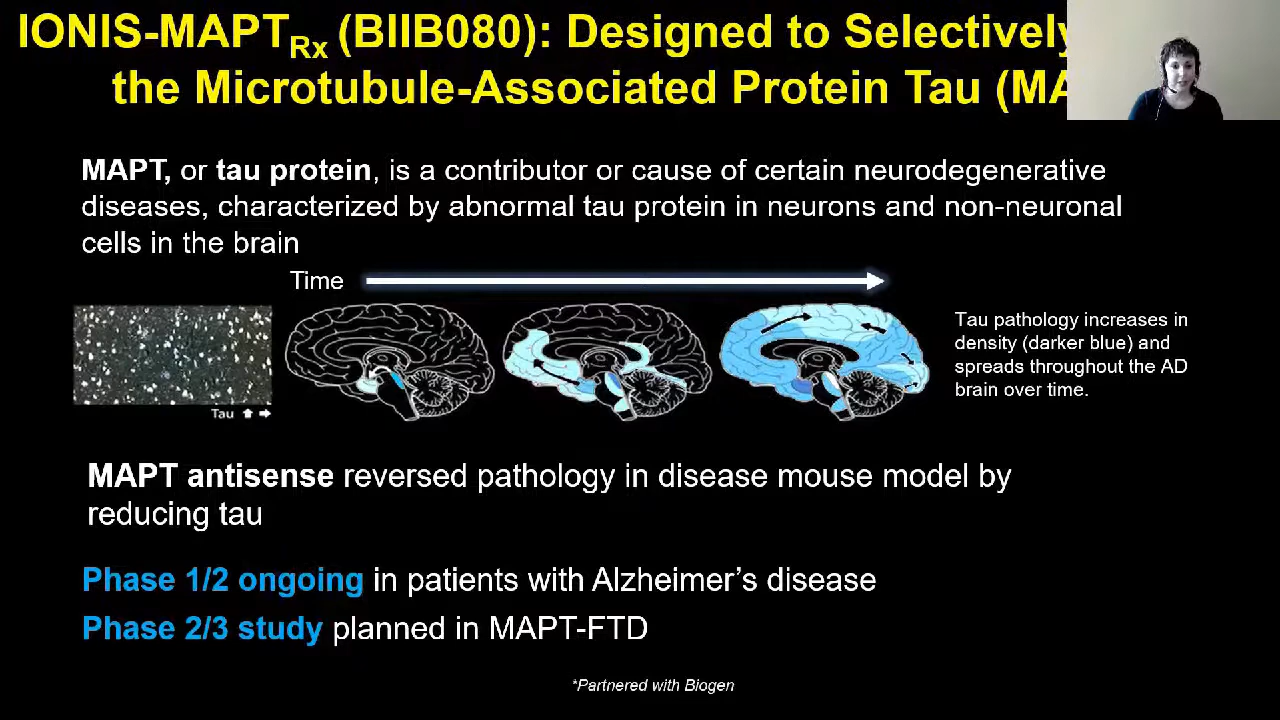 IONIS-MAPTRx (BIIB080): Designed to Selectively
the Microtubule-Associated Protein Tau (MA
MAPT, or tau protein, is a contributor or cause of certain neurodegenerative
diseases, characterized by abnormal tau protein in neurons and non-neuronal
cells in the brain
Time
Tau pathology increases in
density (darker blue) and
spreads throughout the AD
brain over time.
Tau ⬆ ➡
MAPT antisense reversed pathology in disease mouse model by
reducing tau
Phase 1/2 ongoing in patients with Alzheimer’s disease
Phase 2/3 study planned in MAPT-FTD
*Partnered with Biogen